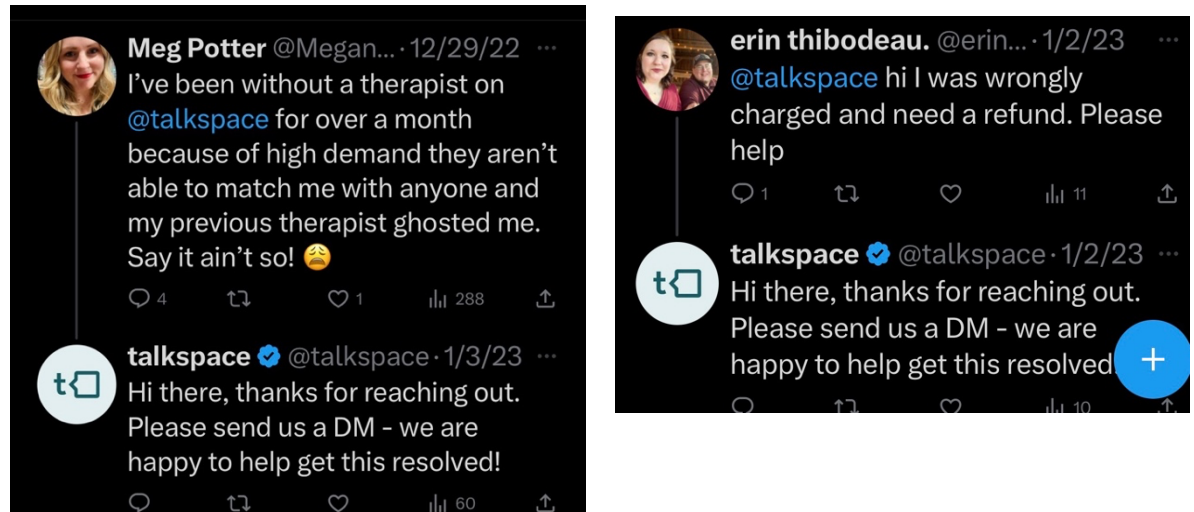 Meg Potter @Megan... · 12/29/22 ...
I've been without a therapist on
@talkspace for over a month
because of high demand they aren't
able to match me with anyone and
my previous therapist ghosted me.
Say it ain't so! 😩
4 1 288
talkspace @talkspace · 1/3/23 ...
t
Hi there, thanks for reaching out.
Please send us a DM - we are
happy to help get this resolved!
60
erin thibodeau. @erin... · 1/2/23 ...
@talkspace hi I was wrongly
charged and need a refund. Please
help
1 11
talkspace @talkspace · 1/2/23 ...
t
Hi there, thanks for reaching out.
Please send us a DM - we are
happy to help get this resolved
+
10